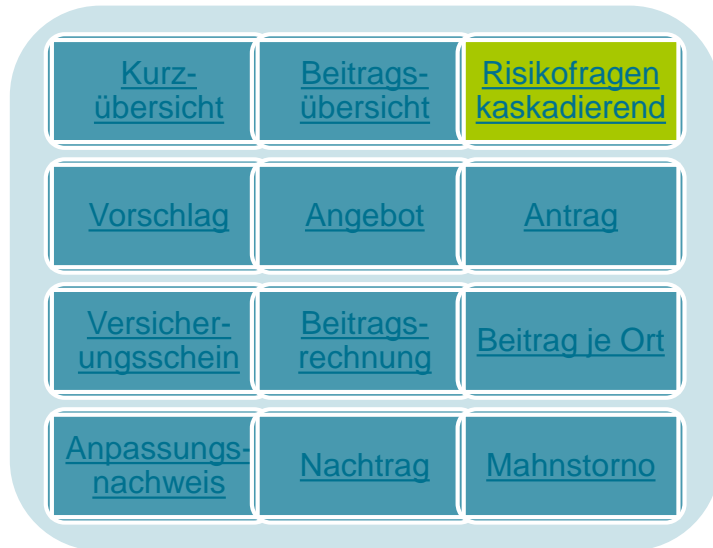 Kurz-
übersicht
Beitrags-
übersicht
Risikofragen
kaskadierend
Vorschlag
Angebot
Antrag
Versicher-
ungsschein
Beitrags-
rechnung
Beitrag je Ort
Anpassungs-
nachweis
Nachtrag
Mahnstorno